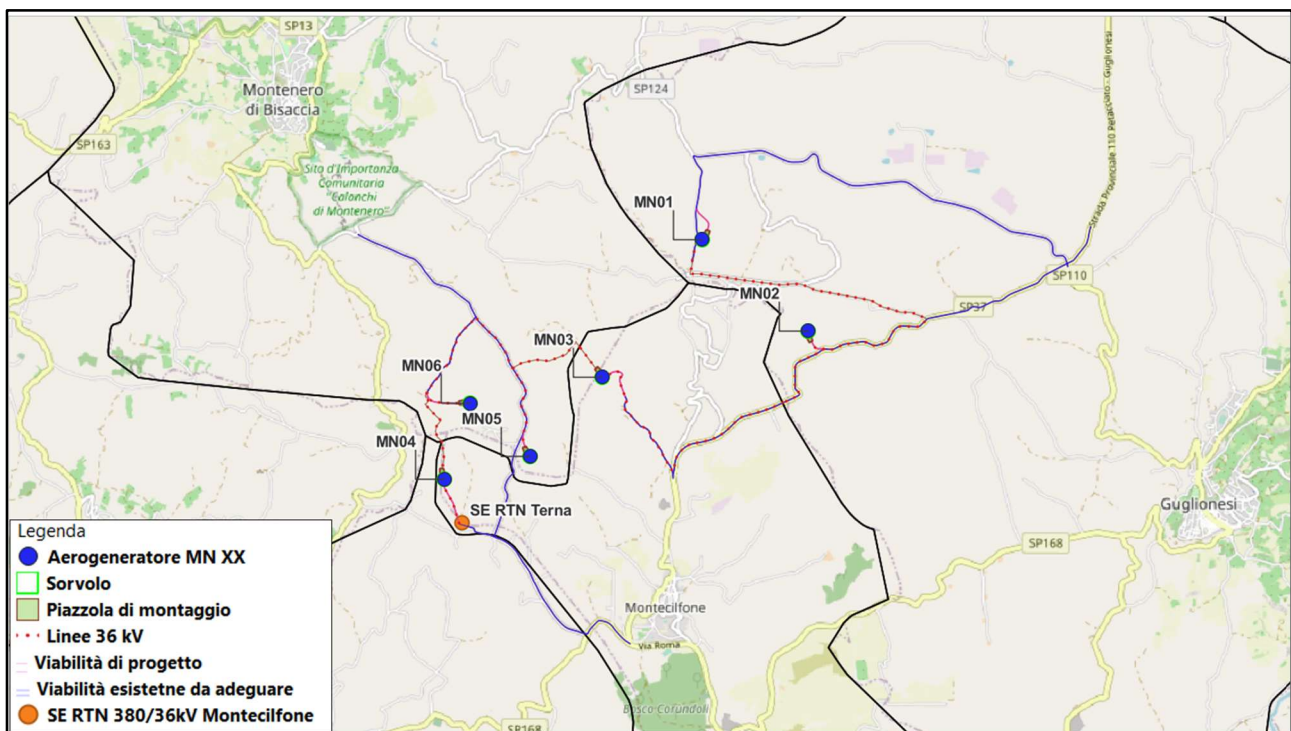 SP13
SP124
Montenero
di Bisaccia
SP163
Sito d'Importanza
Comunitaria
"Calanchi
di Montenero"
Strada Provinciale 110 Petacciato Guglionesi
MN01
SP110
MN02
SP37
MN03
MN06
MN05
MN04
Guglionesi
SE RTN Terna
SP168
Montecilfone
Via Roma
Bosco Corundoli
SP168
Legenda
Aerogeneratore MN XX
Sorvolo
Piazzola di montaggio
Linee 36 kV
Viabilità di progetto
Viabilità esistetne da adeguare
SE RTN 380/36kV Montecilfone